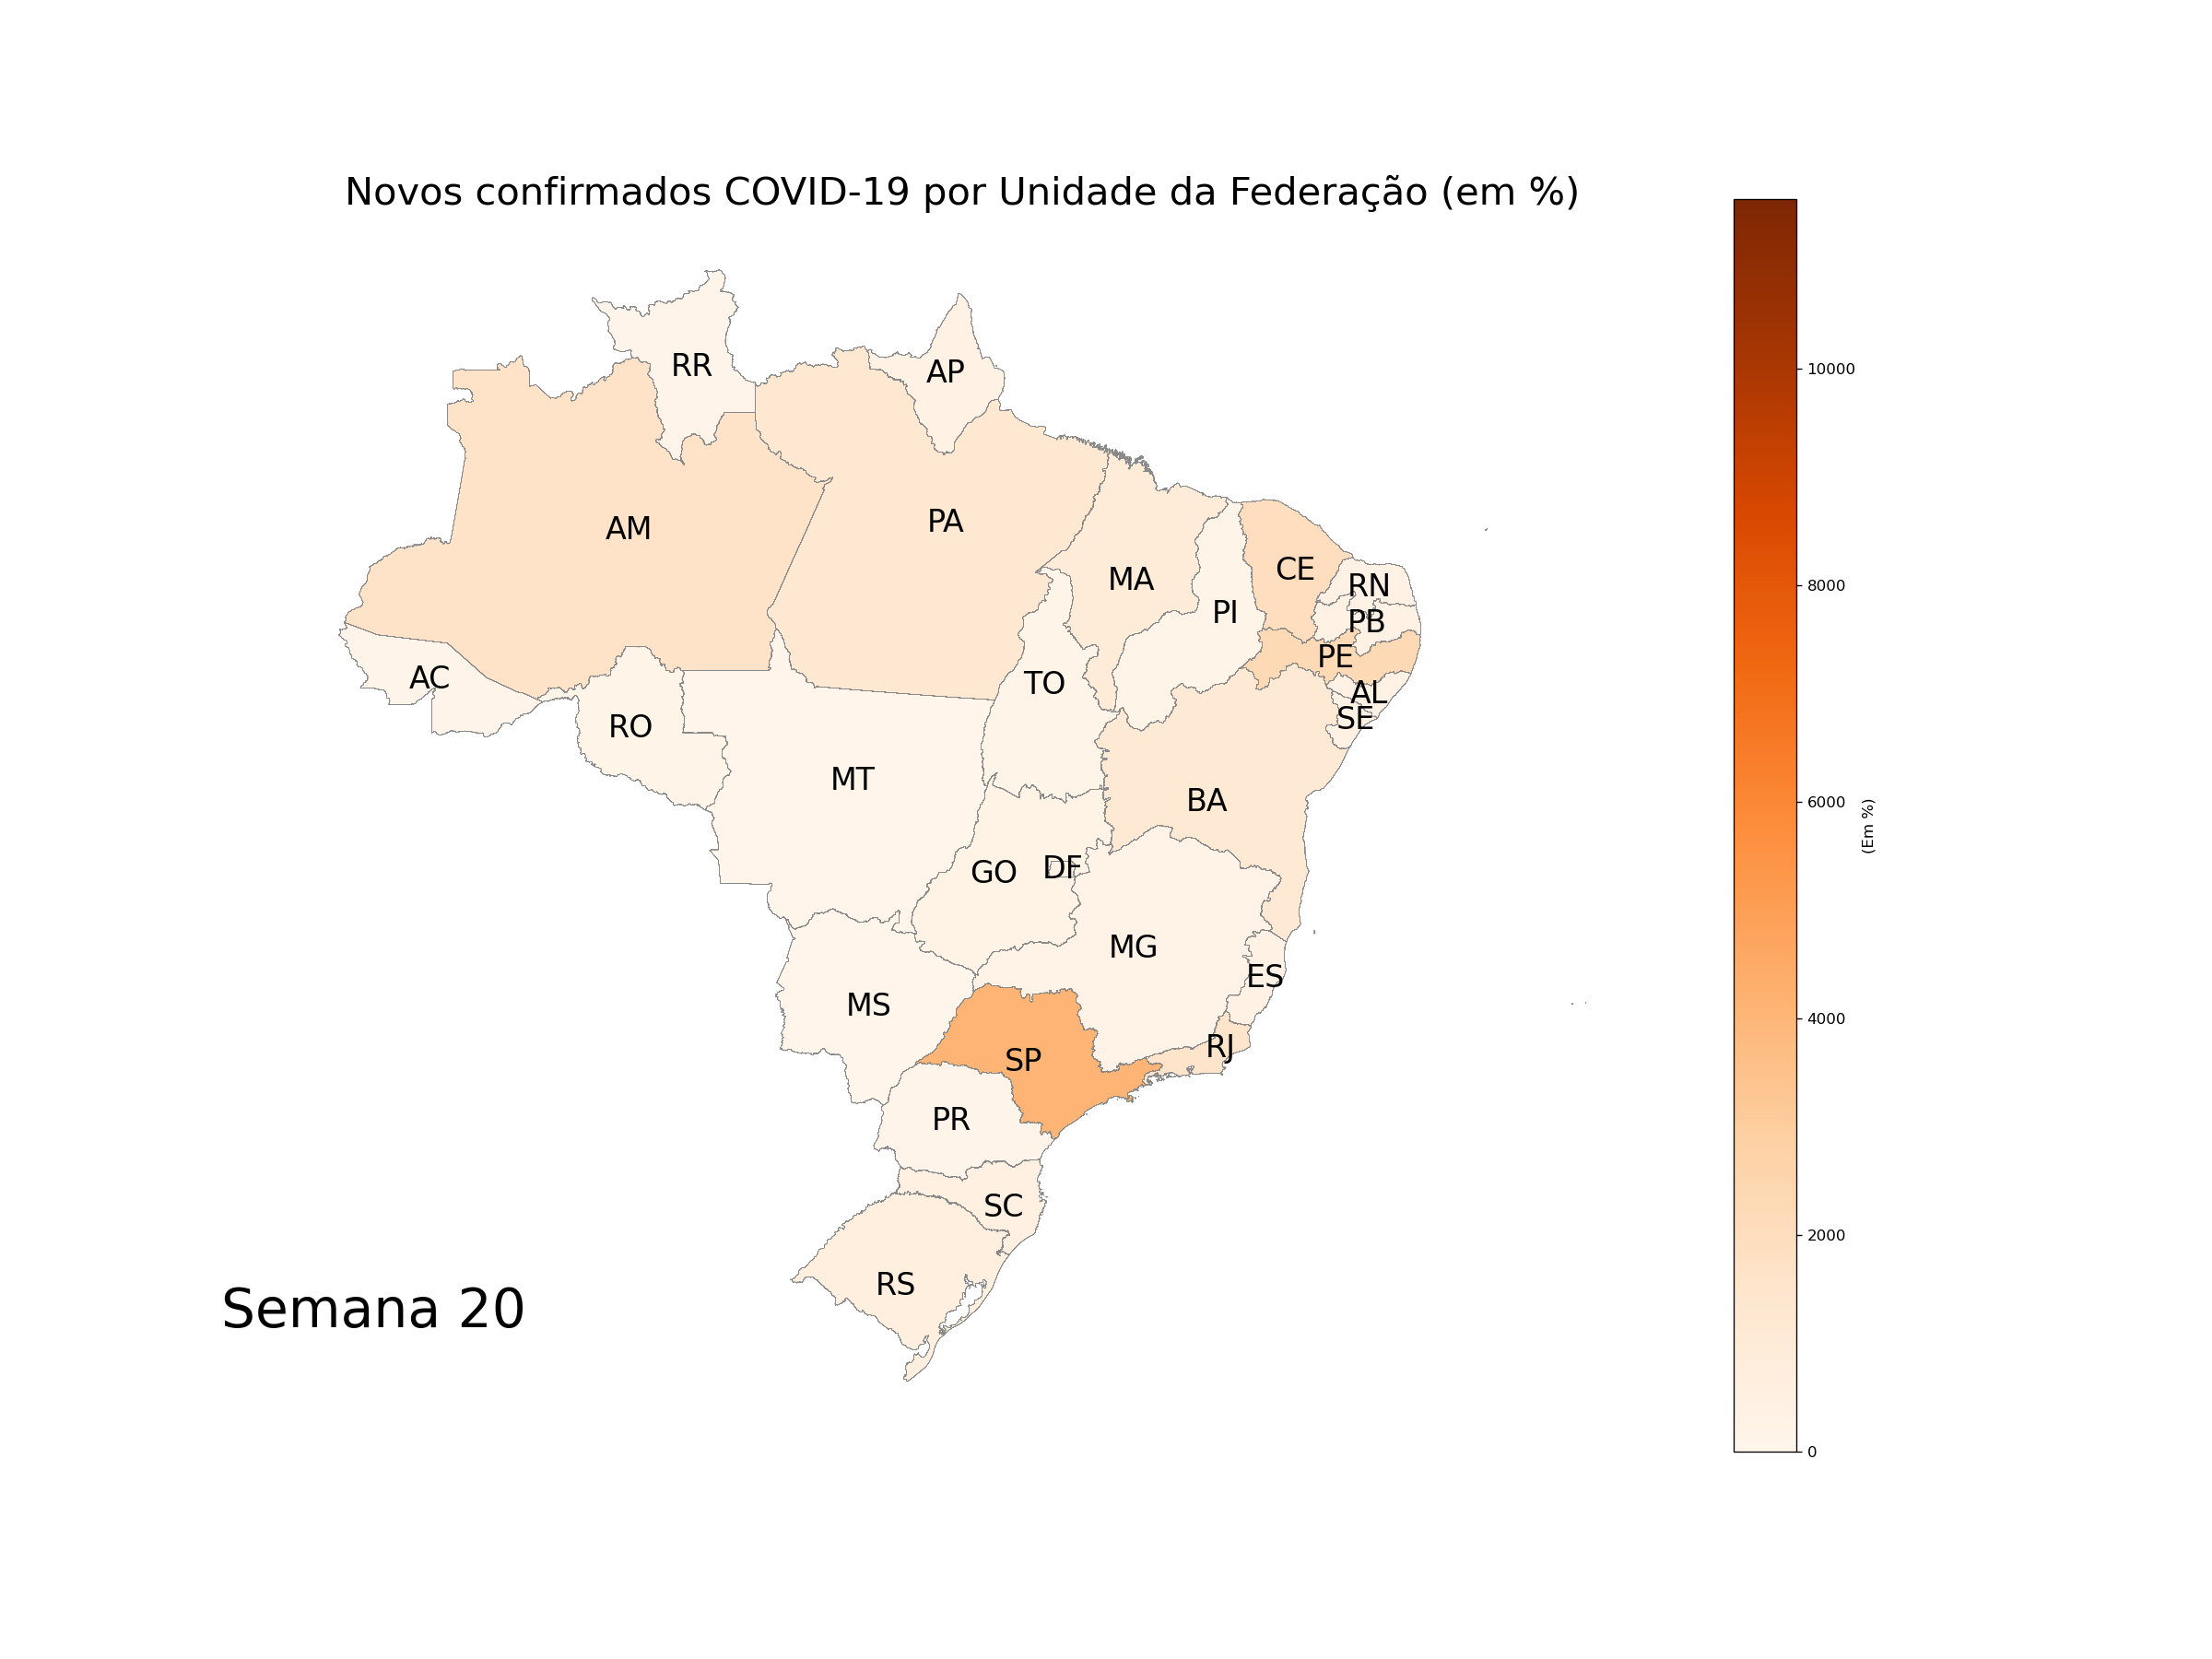 Novos confirmados COVID-19 por Unidade da Federação (em %)
RR
AP
10000
AM
PA
CE
MA
RN
8000
PI
PB
PE
AC
TO
AL
SE
RO
MT
BA
6000
(Em %)
GO
DF
MG
ES
MS
4000
RJ
SP
PR
SC
2000
RS
Semana 20
0